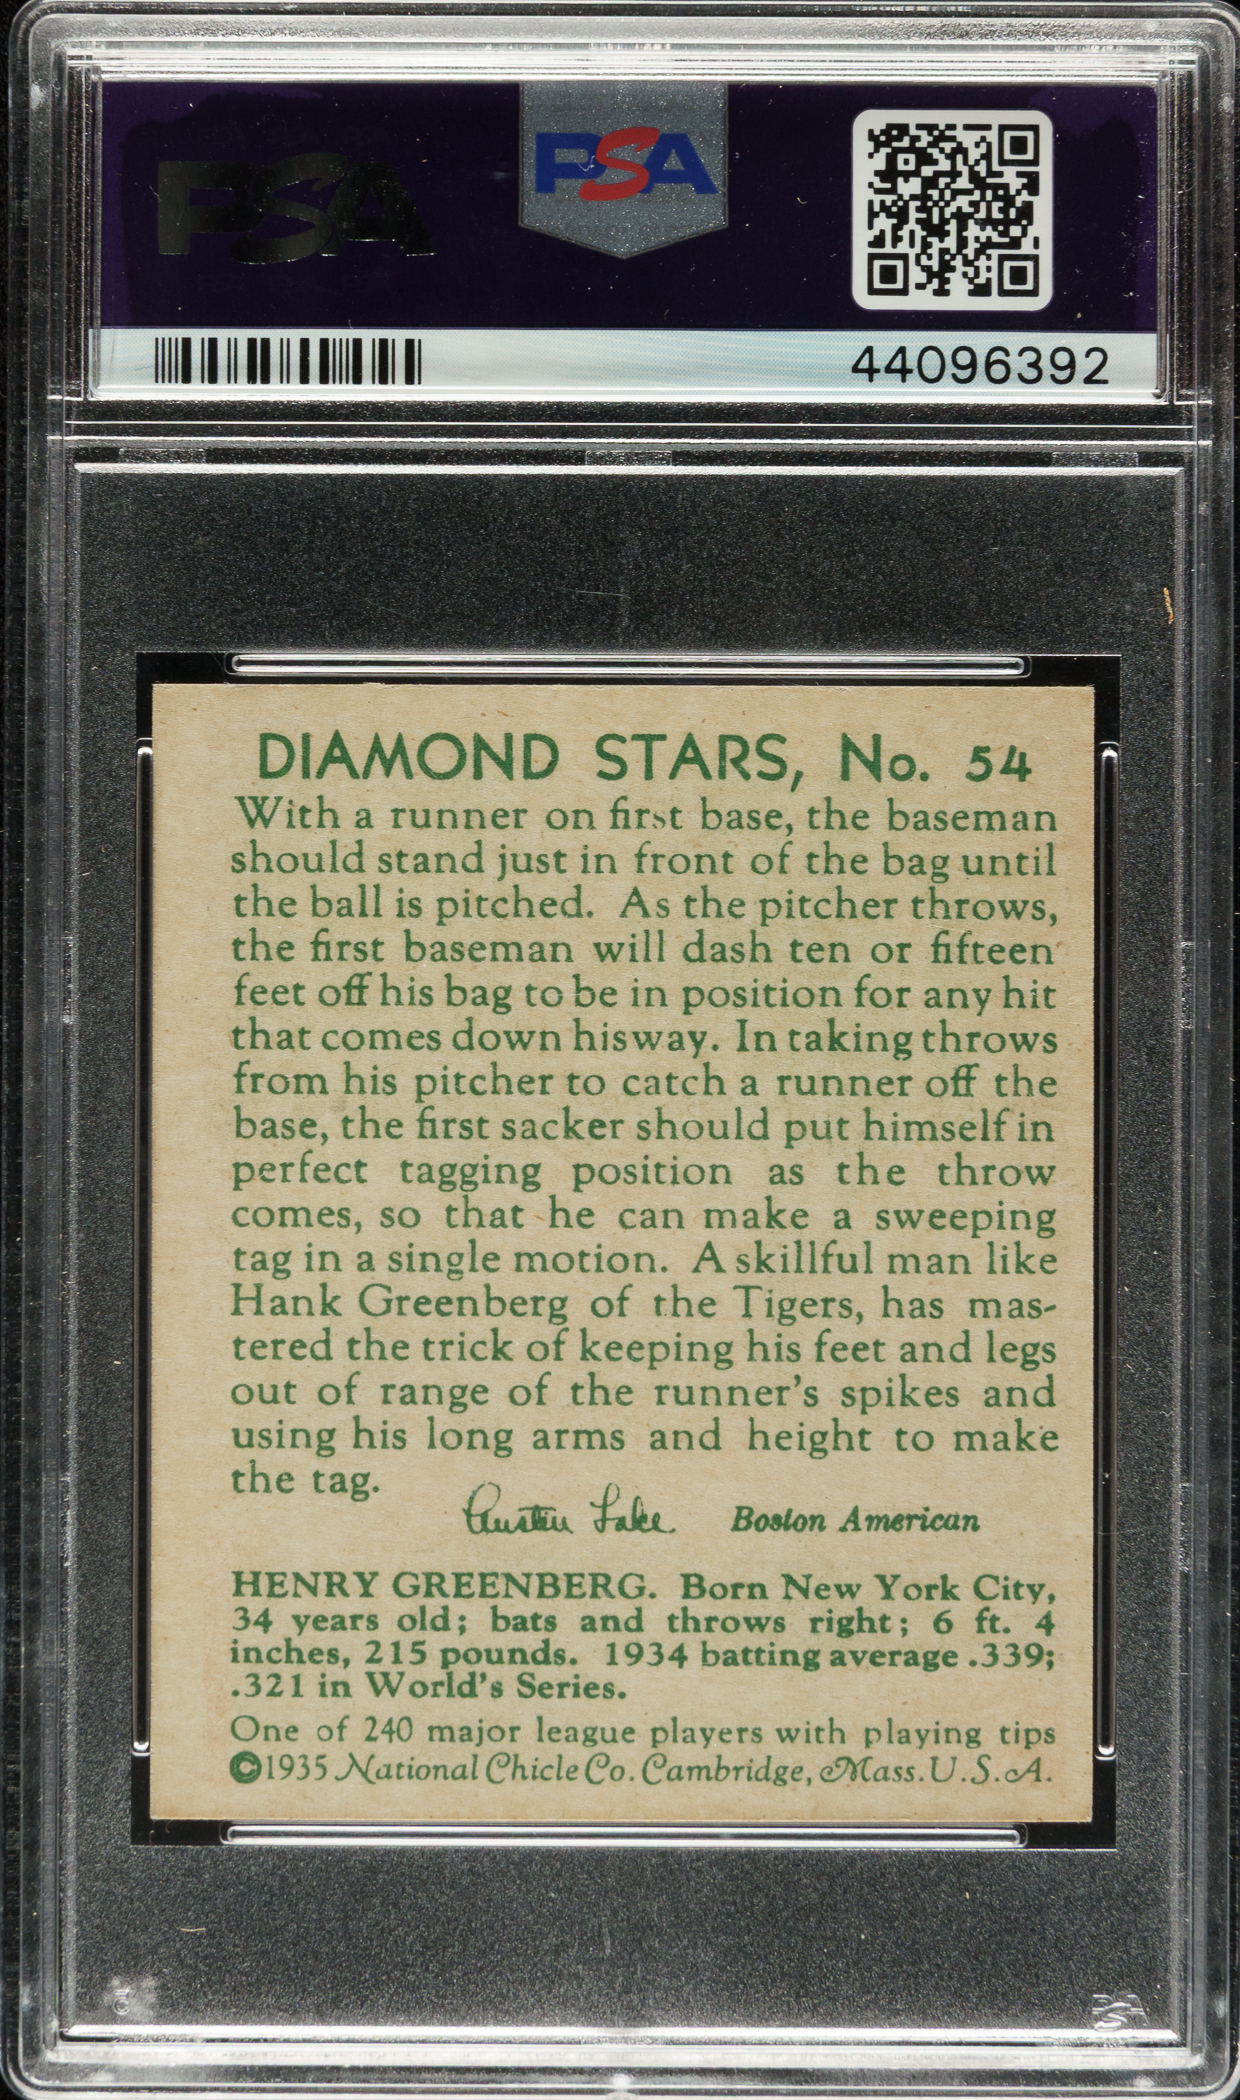 PSA
PSA
44096392
DIAMOND STARS, No. 54
With a runner on first base, the baseman
should stand just in front of the bag until
the ball is pitched. As the pitcher throws,
the first baseman will dash ten or fifteen
feet off his bag to be in position for any hit
that comes down his way. In taking throws
from his pitcher to catch a runner off the
base, the first sacker should put himself in
perfect tagging position as the throw
comes, so that he can make a sweeping
tag in a single motion. A skillful man like
Hank Greenberg of the Tigers, has mas-
tered the trick of keeping his feet and legs
out of range of the runner's spikes and
using his long arms and height to make
the tag.
Austen Lake Boston American
HENRY GREENBERG. Born New York City,
34 years old; bats and throws right; 6 ft. 4
inches, 215 pounds. 1934 batting average .339;
.321 in World's Series.
One of 240 major league players with playing tips
©1935 National Chicle Co. Cambridge, Mass. U.S.A.
PSA